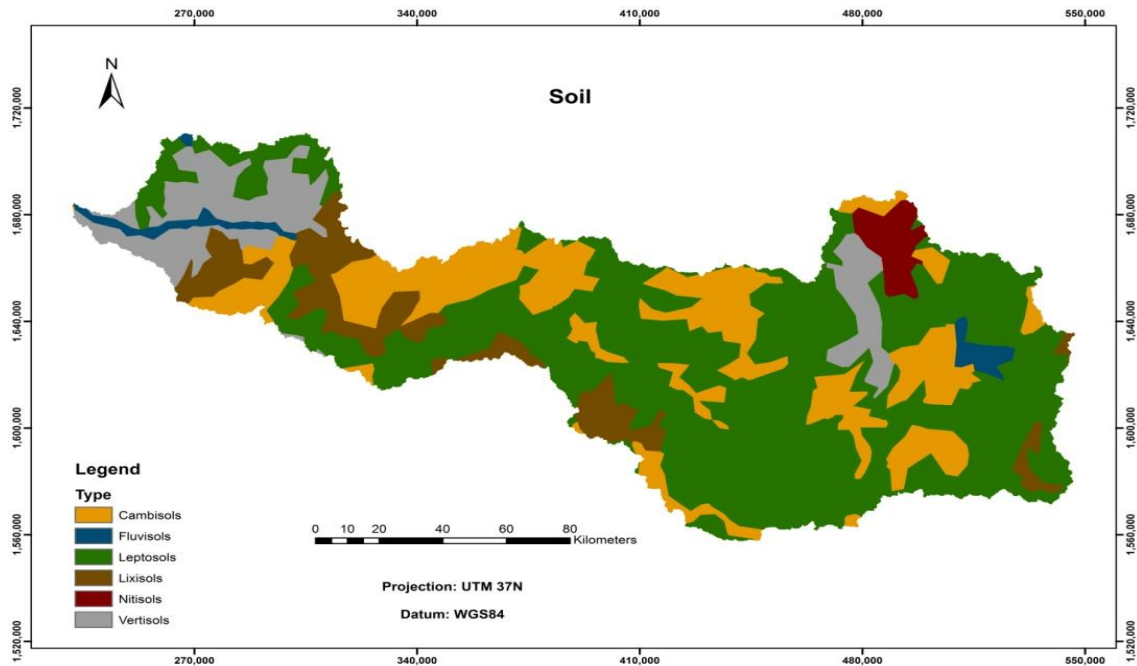 270,000 340,000 410,000 480,000 550,000
N
Soil
1,720,000 1,720,000
1,680,000 1,680,000
1,640,000 1,640,000
1,600,000 1,600,000
1,560,000 1,560,000
1,520,000 1,520,000
Legend
Type
Cambisols
Fluvisols
Leptosols
Lixisols
Nitisols
Vertisols
0 10 20 40 60 80
Kilometers
Projection: UTM 37N
Datum: WGS84
270,000 340,000 410,000 480,000 550,000